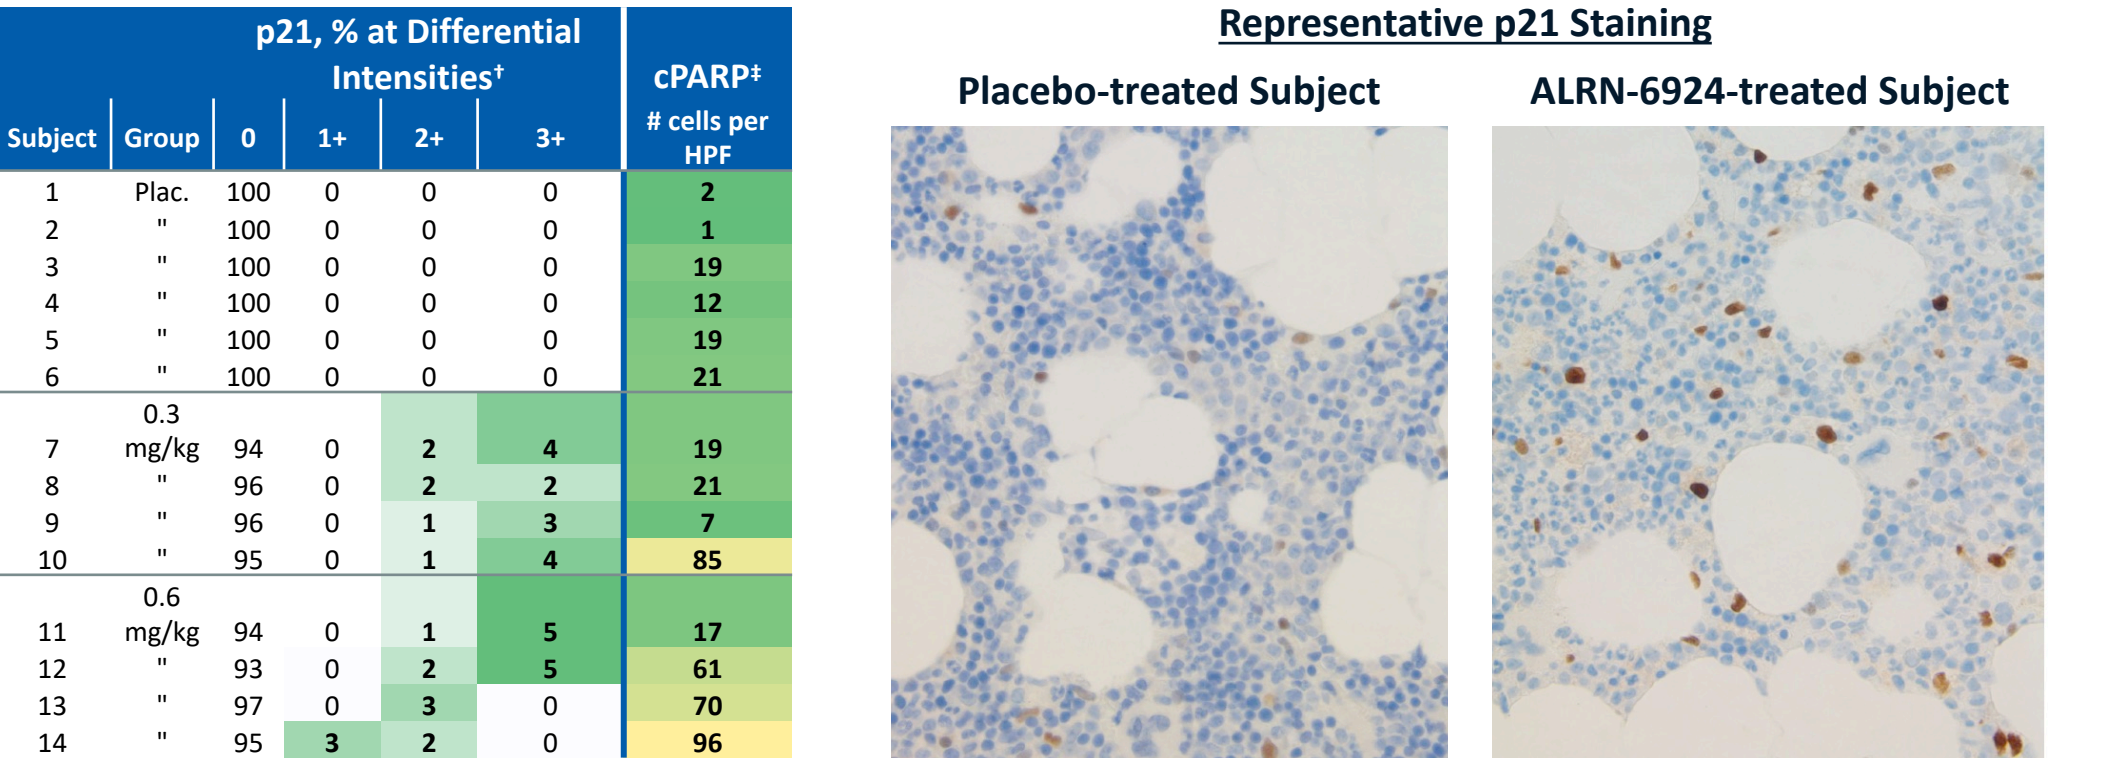 p21, % at Differential
Intensities† cPARP‡
Subject Group 0 1+ 2+ 3+ # cells per
HPF
1 Plac. 100 0 0 0 2
2 " 100 0 0 0 1
3 " 100 0 0 0 19
4 " 100 0 0 0 12
5 " 100 0 0 0 19
6 " 100 0 0 0 21
0.3
7 mg/kg 94 0 2 4 19
8 " 96 0 2 2 21
9 " 96 0 1 3 7
10 " 95 0 1 4 85
0.6
11 mg/kg 94 0 1 5 17
12 " 93 0 2 5 61
13 " 97 0 3 0 70
14 " 95 3 2 0 96
Representative p21 Staining
Placebo-treated Subject
ALRN-6924-treated Subject